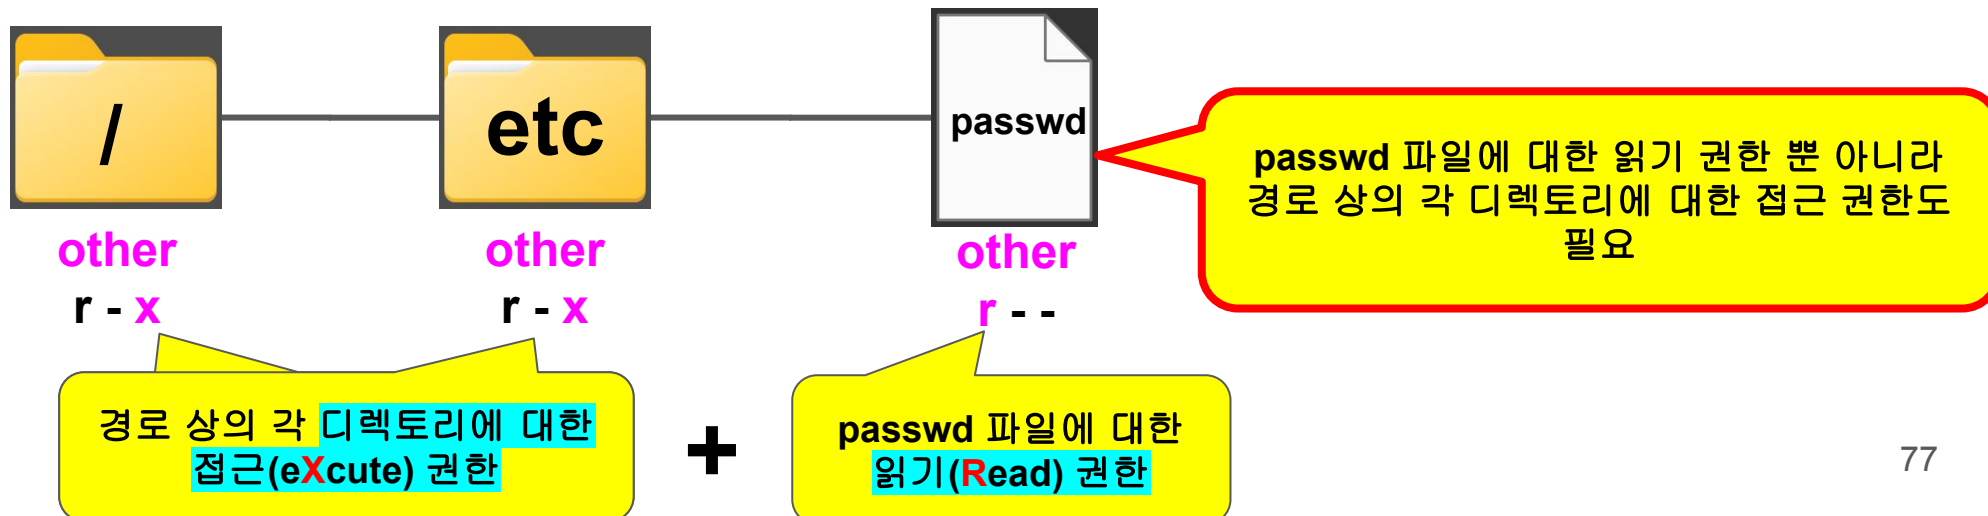 /
etc
passwd
passwd 파일에 대한 읽기 권한 뿐 아니라
경로 상의 각 디렉토리에 대한 접근 권한도
필요
other
r - x
other
r - x
other
r - -
경로 상의 각 디렉토리에 대한
접근(eXcute) 권한
+
passwd 파일에 대한
읽기(Read) 권한
77